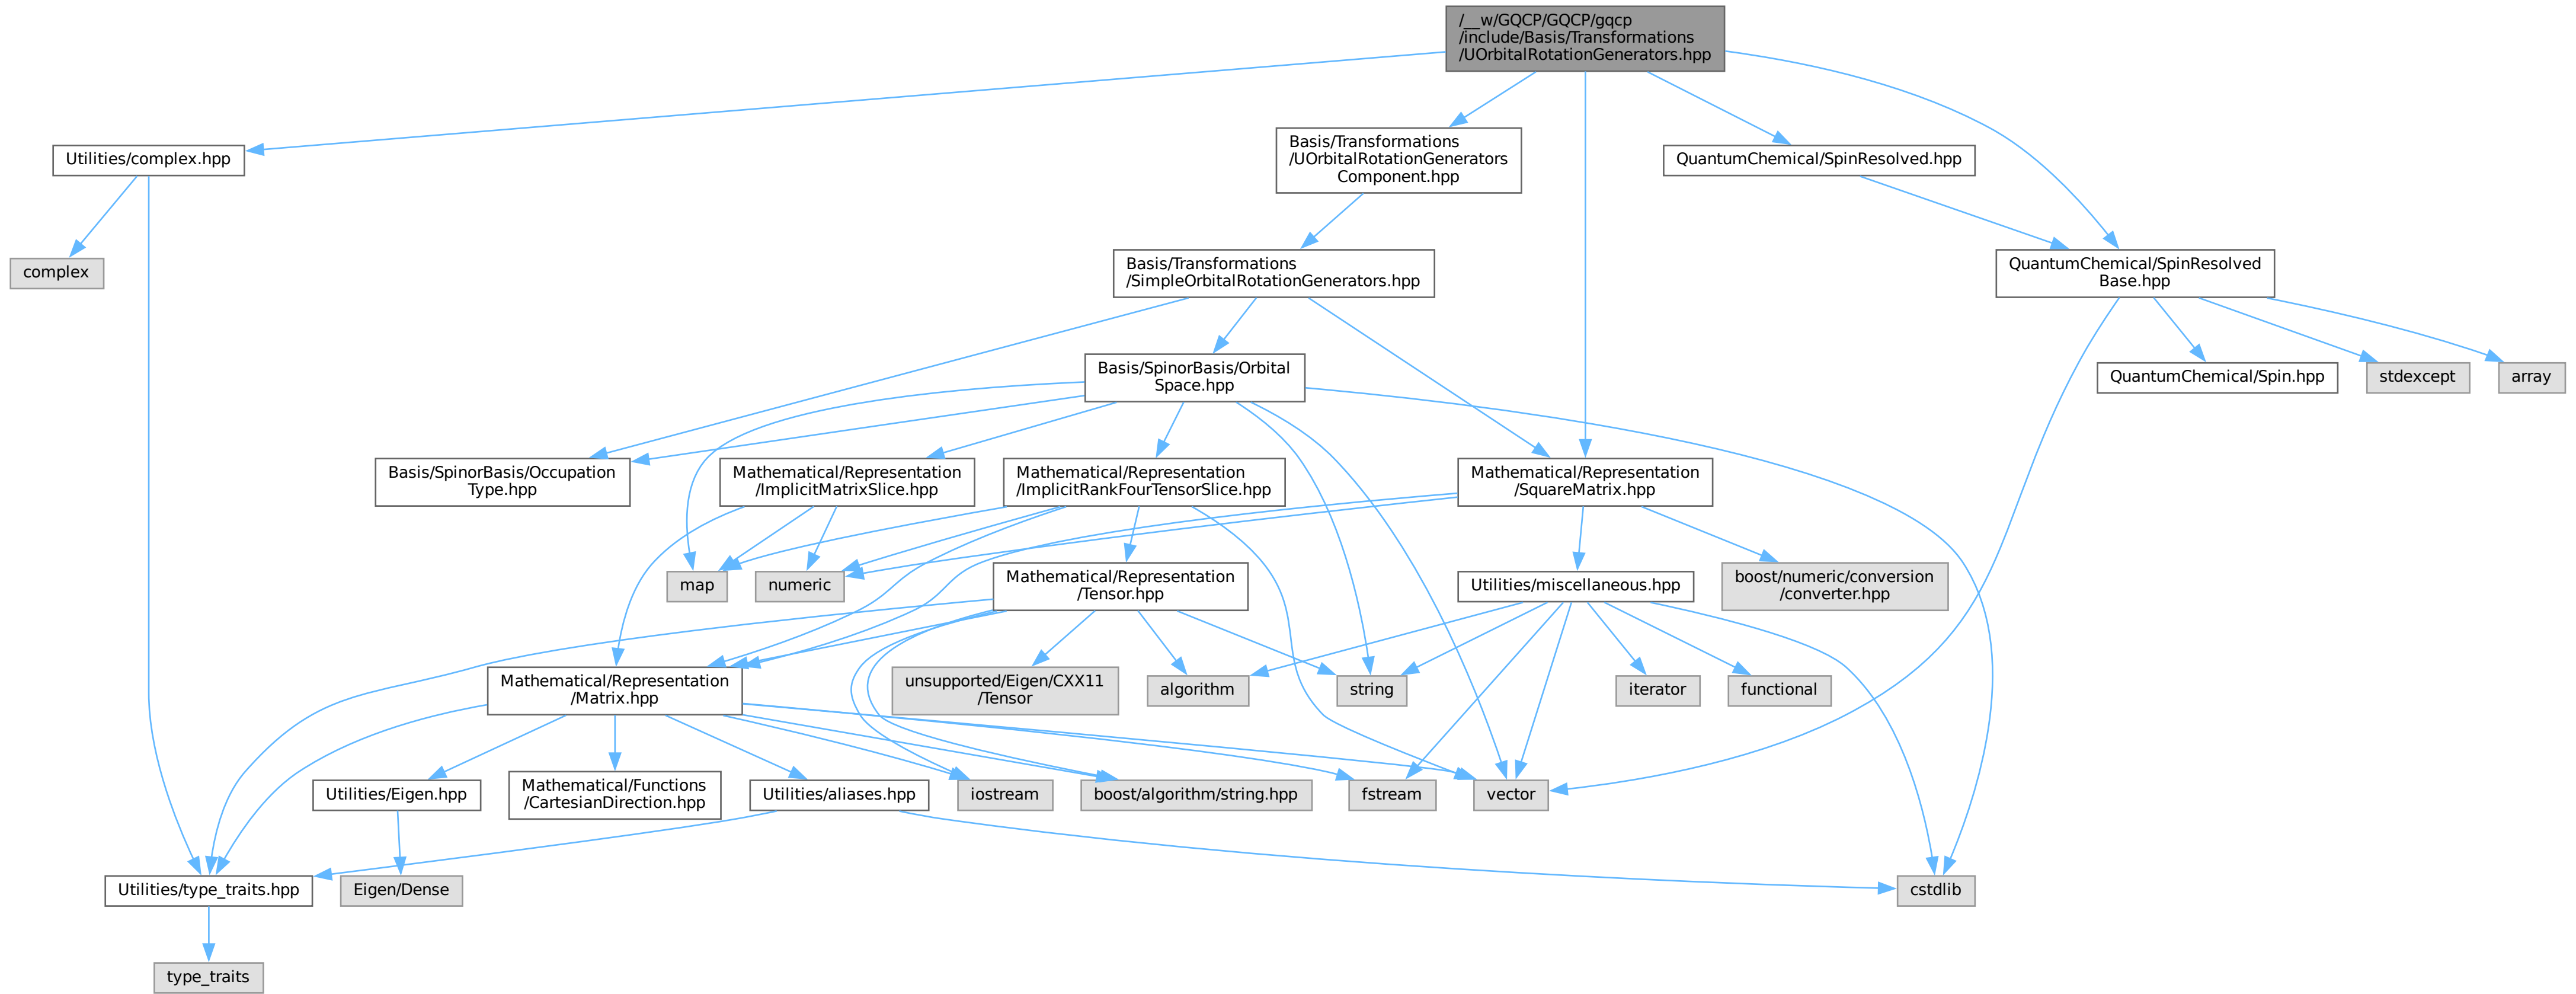 /__w/GQCP/GQCP/gqcp
/include/Basis/Transformations
/UOrbitalRotationGenerators.hpp
Utilities/complex.hpp
Basis/Transformations
/UOrbitalRotationGenerators
Component.hpp
QuantumChemical/SpinResolved.hpp
complex
Basis/Transformations
/SimpleOrbitalRotationGenerators.hpp
QuantumChemical/SpinResolved
Base.hpp
Basis/SpinorBasis/Orbital
Space.hpp
QuantumChemical/Spin.hpp
stdexcept
array
Basis/SpinorBasis/Occupation
Type.hpp
Mathematical/Representation
/ImplicitMatrixSlice.hpp
Mathematical/Representation
/ImplicitRankFourTensorSlice.hpp
Mathematical/Representation
/SquareMatrix.hpp
map
numeric
Mathematical/Representation
/Tensor.hpp
Utilities/miscellaneous.hpp
boost/numeric/conversion
/converter.hpp
Mathematical/Representation
/Matrix.hpp
unsupported/Eigen/CXX11
/Tensor
algorithm
string
iterator
functional
Utilities/Eigen.hpp
Mathematical/Functions
/CartesianDirection.hpp
Utilities/aliases.hpp
iostream
boost/algorithm/string.hpp
fstream
vector
Utilities/type_traits.hpp
Eigen/Dense
cstdlib
type_traits